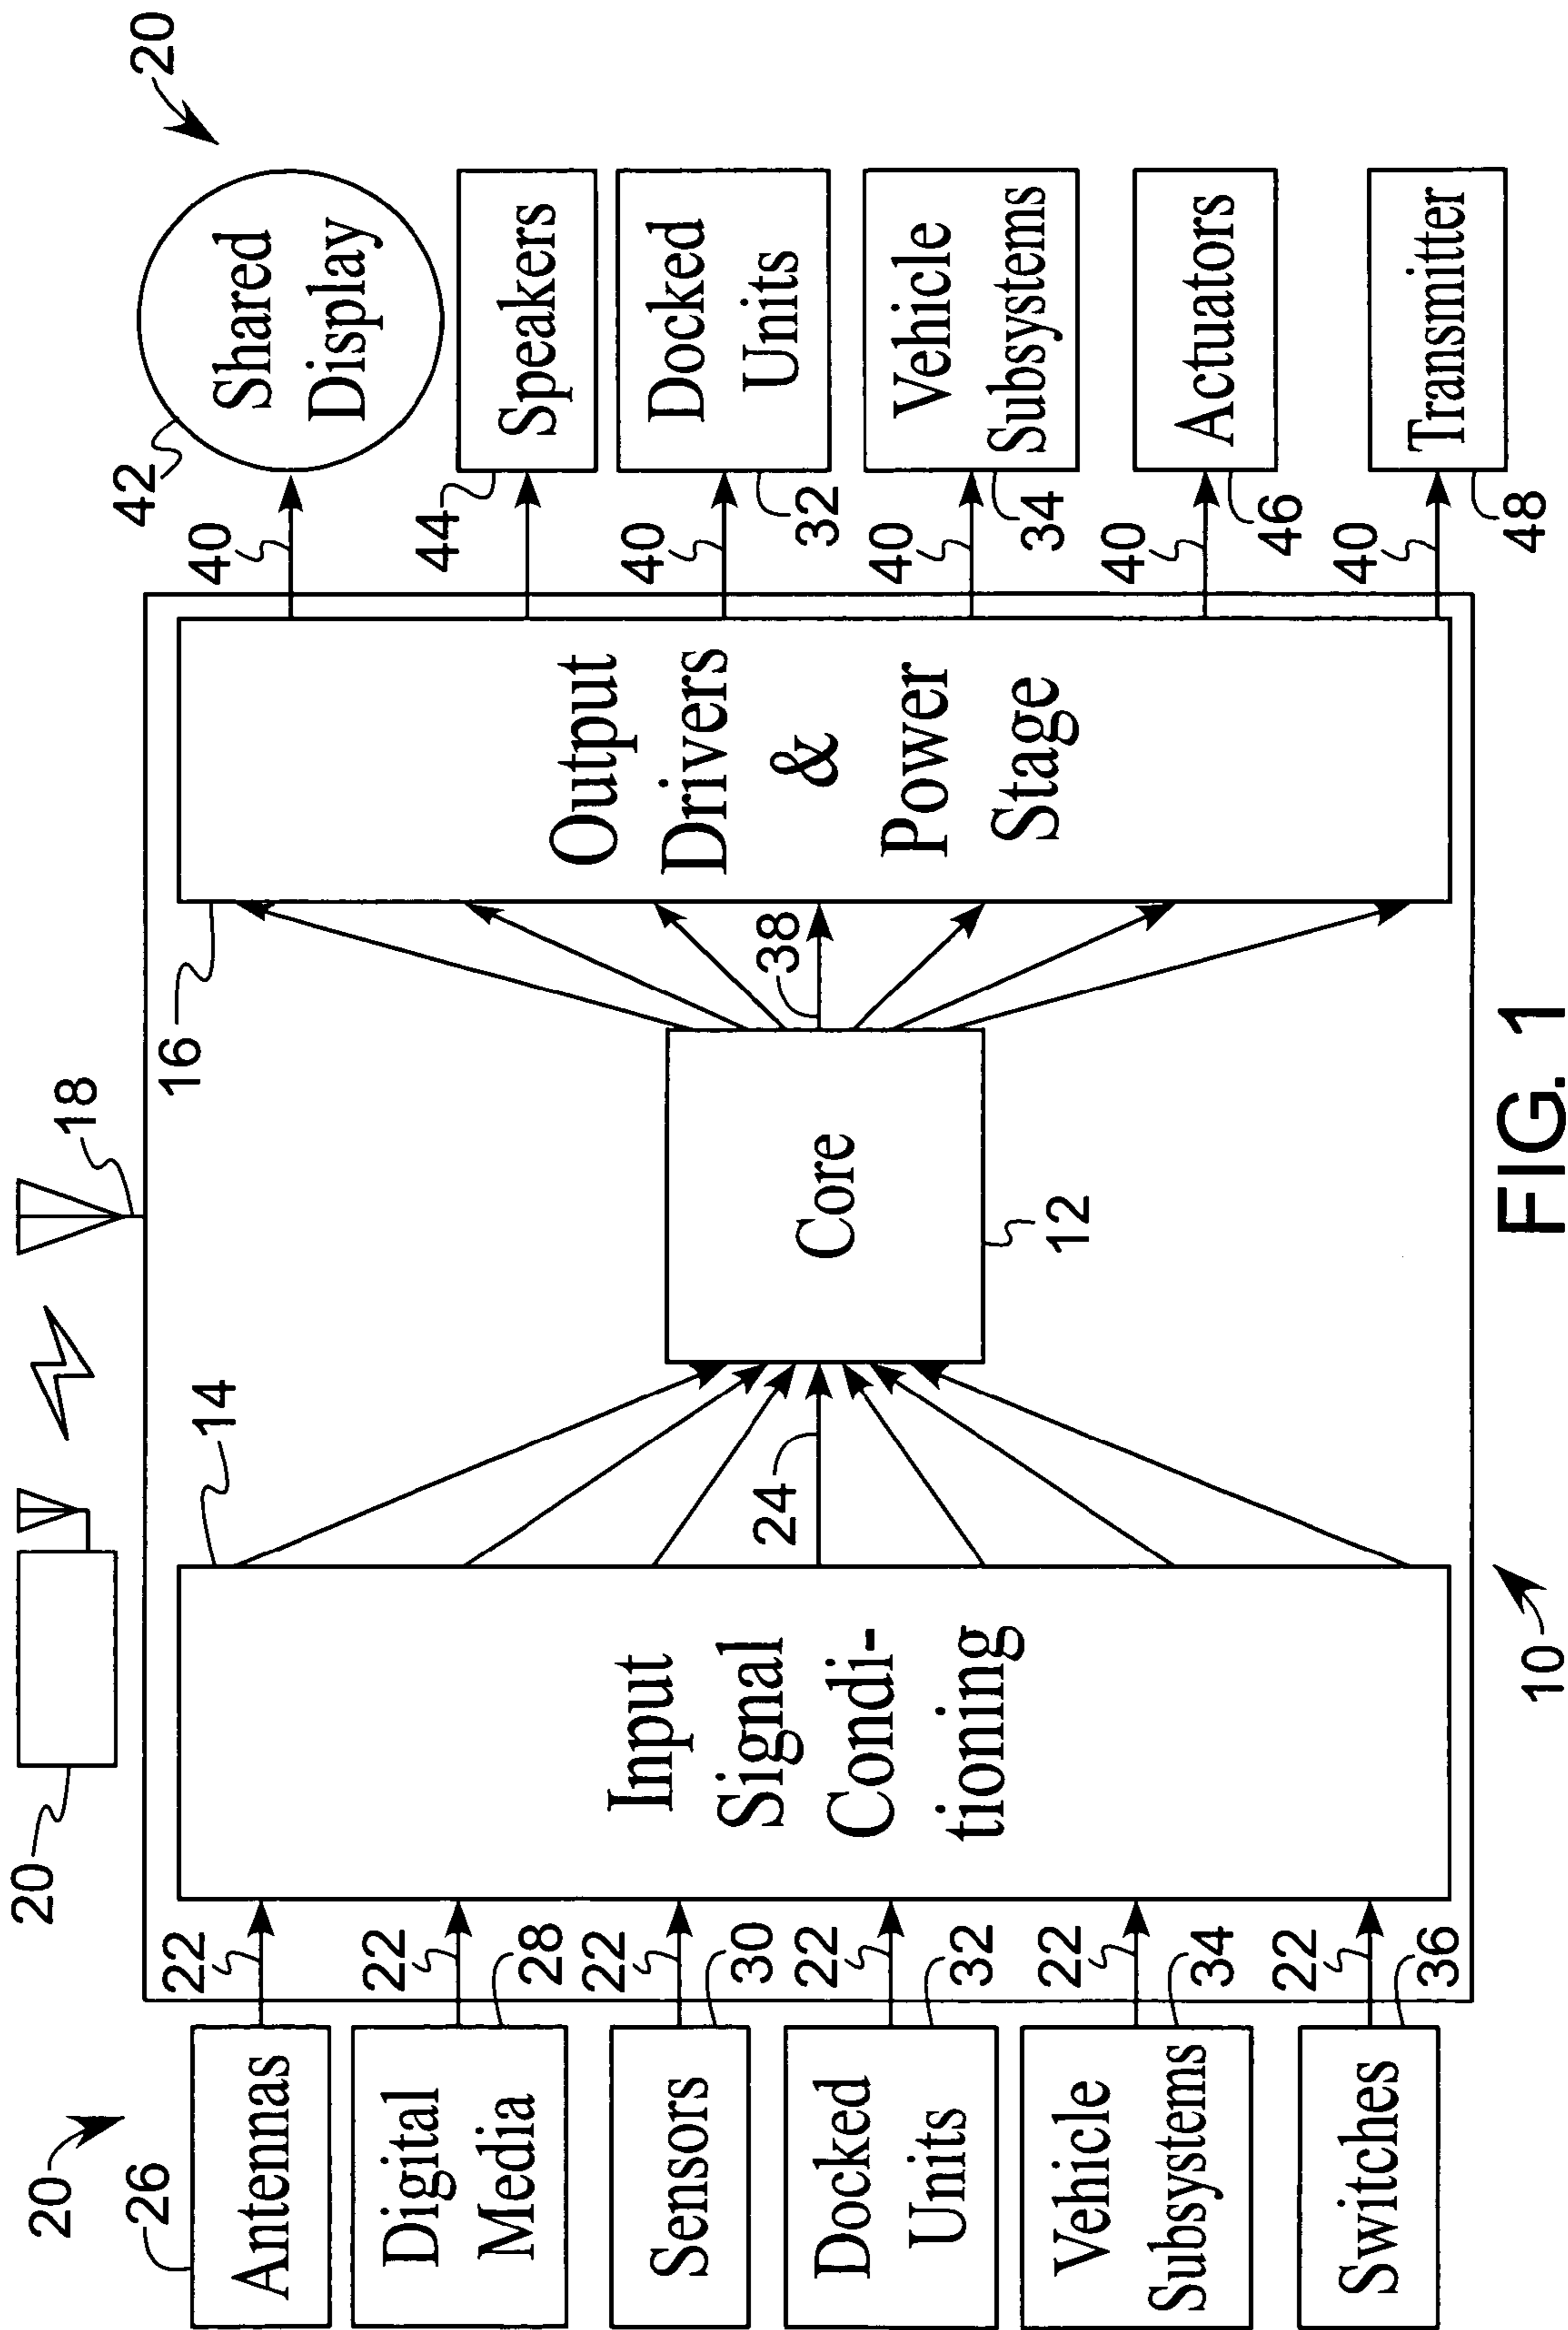 20
18
20
20
26
Antennas
22
Digital
Media
22
28
Sensors
22
30
Docked
Units
22
32
Vehicle
Subsystems
22
34
Switches
22
36
14
Input
Signal
Condi-
tioning
24
Core
12
38
16
Output
Drivers
&
Power
Stage
40
42
Shared
Display
44
Speakers
40
Docked
Units
32
40
Vehicle
Subsystems
34
40
Actuators
46
40
Transmitter
48
10
FIG. 1